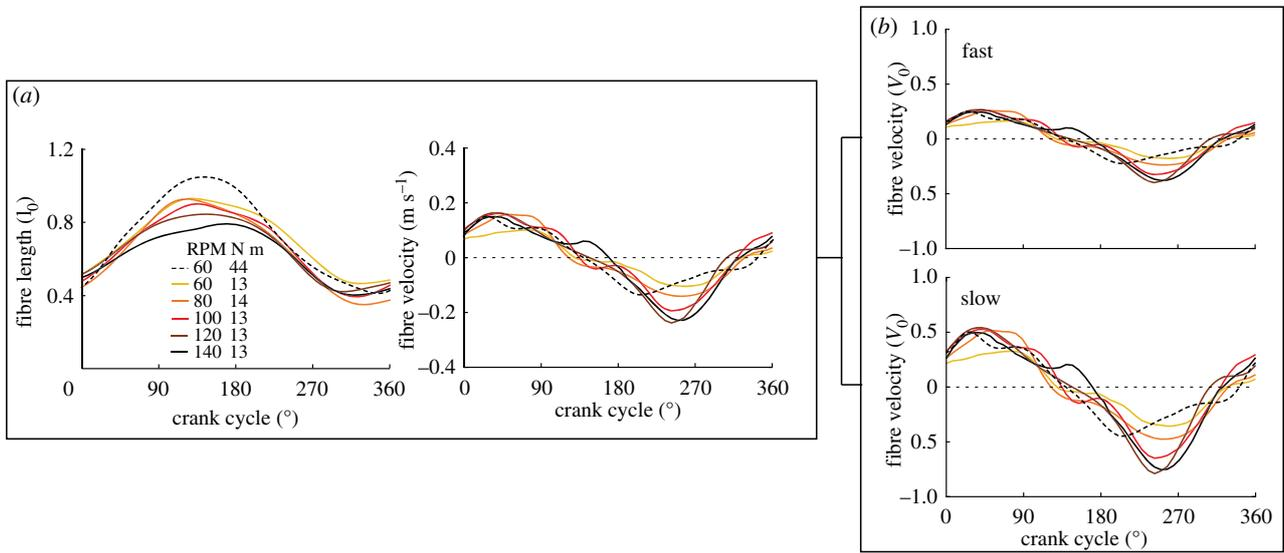 (a)
1.2
0.8
0.4
fibre length (l0)
RPM N m
60 44
60 13
80 14
100 13
120 13
140 13
0 90 180 270 360
crank cycle (°)
0.4
0.2
0
–0.2
–0.4
fibre velocity (m s−1)
0 90 180 270 360
crank cycle (°)
(b)
fast
1.0
0.5
0
0.5
–1.0
fibre velocity (V0)
slow
1.0
0.5
0
0.5
–1.0
fibre velocity (V0)
0 90 180 270 360
crank cycle (°)